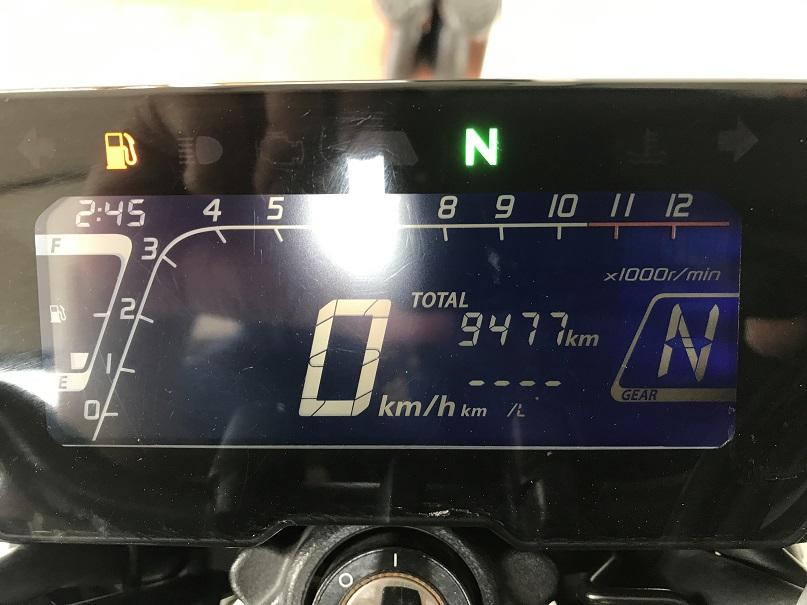 N
2:45
4 5 8 9 10 11 12
F
3
x1000r/min
TOTAL
2
9477km
N
1
E
---- 
GEAR
0
0 km/h km /L